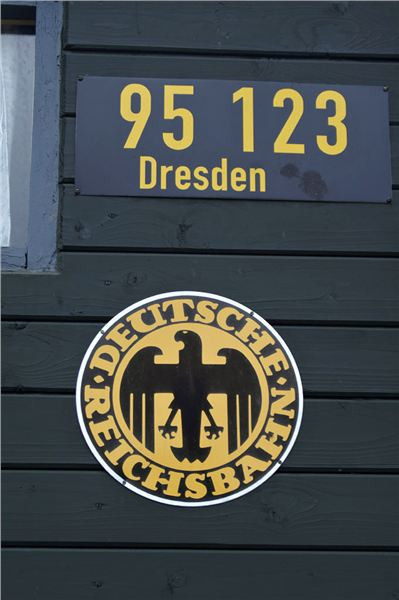 95 123
Dresden
DEUTSCHE
REICHSBAHN